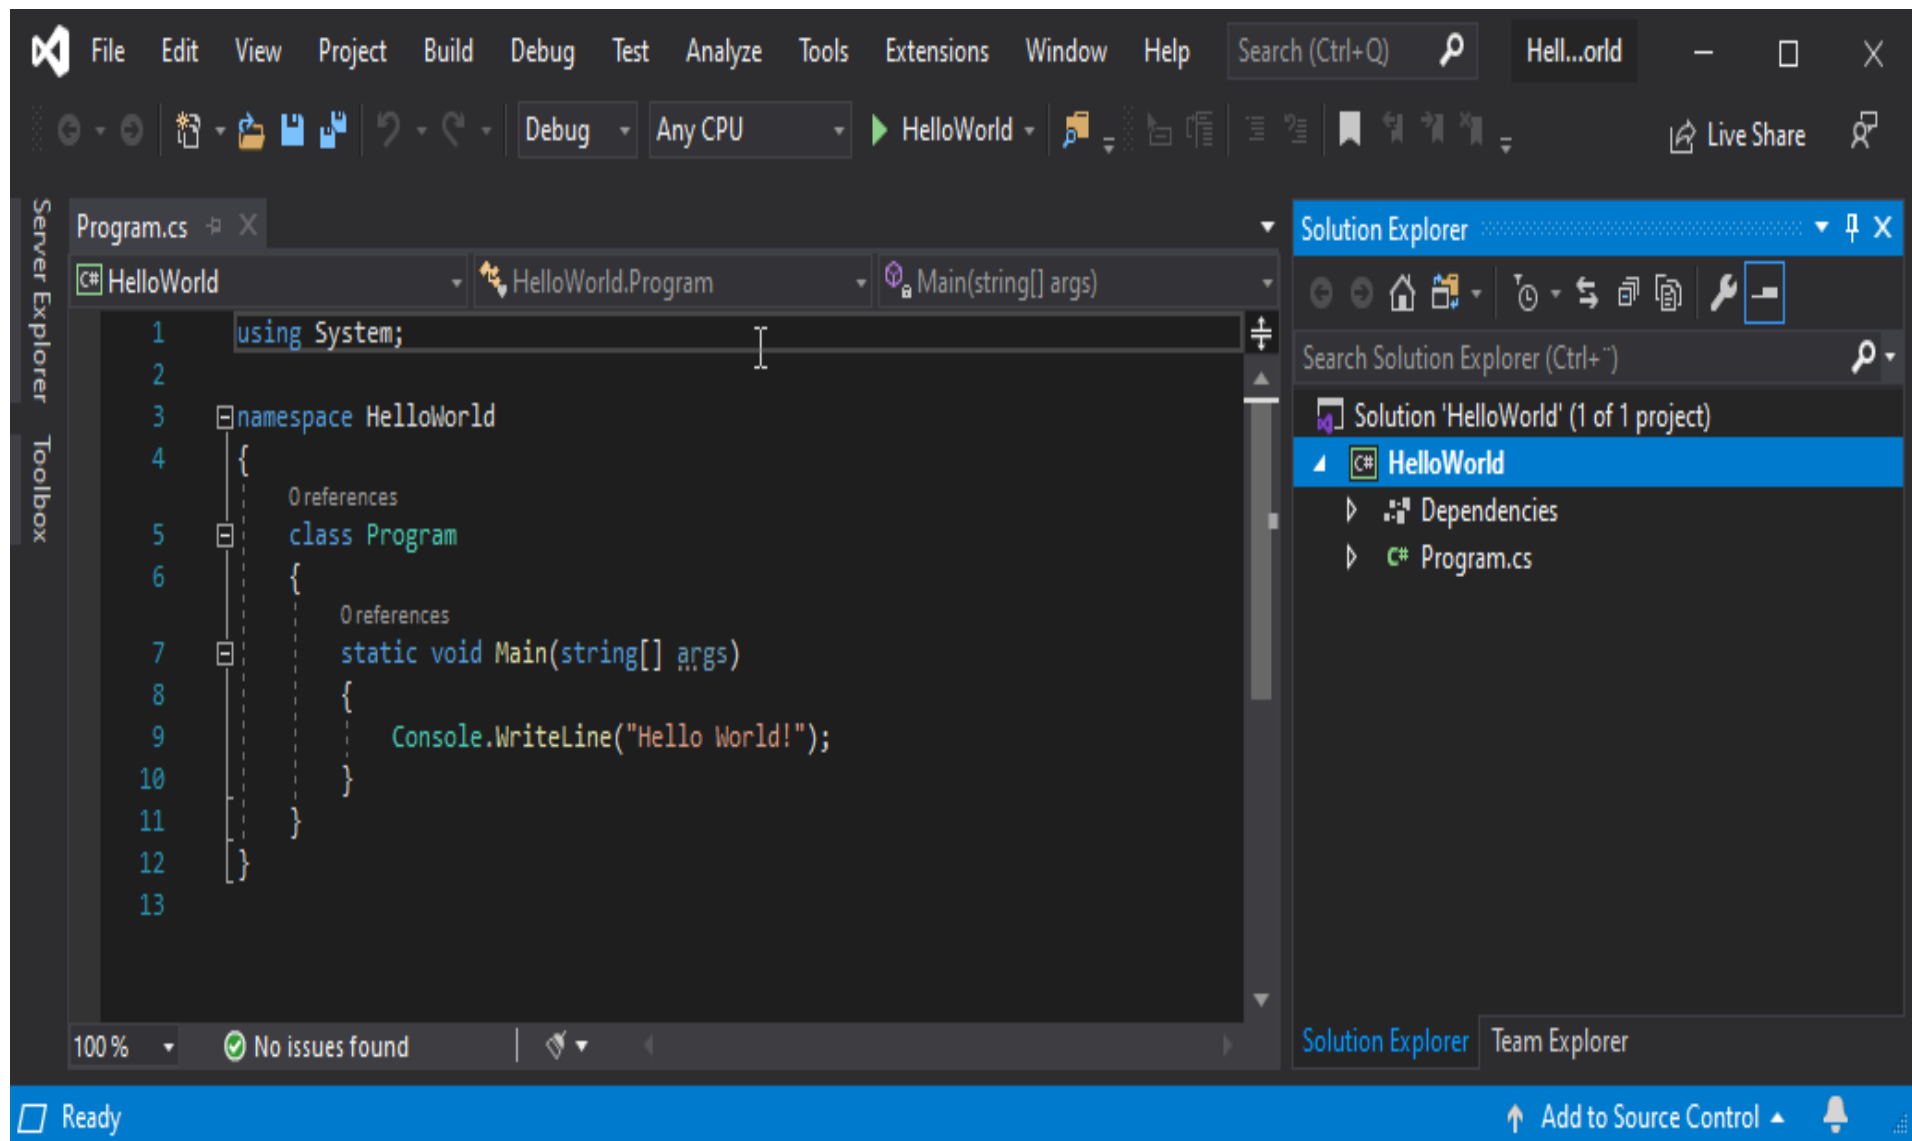 File Edit View Project Build Debug Test Analyze Tools Extensions Window Help Search (Ctrl+Q) Hell...orld
Debug Any CPU HelloWorld Live Share
Server Explorer
Toolbox
Program.cs
C# HelloWorld HelloWorld.Program Main(string[] args)
1 using System;
2
3 namespace HelloWorld
4 {
0 references
5 class Program
6 {
0 references
7 static void Main(string[] args)
8 {
9 Console.WriteLine("Hello World!");
10 }
11 }
12 }
13
100 % No issues found
Solution Explorer
Search Solution Explorer (Ctrl+¨)
Solution 'HelloWorld' (1 of 1 project)
C# HelloWorld
Dependencies
C# Program.cs
Solution Explorer Team Explorer
Ready Add to Source Control